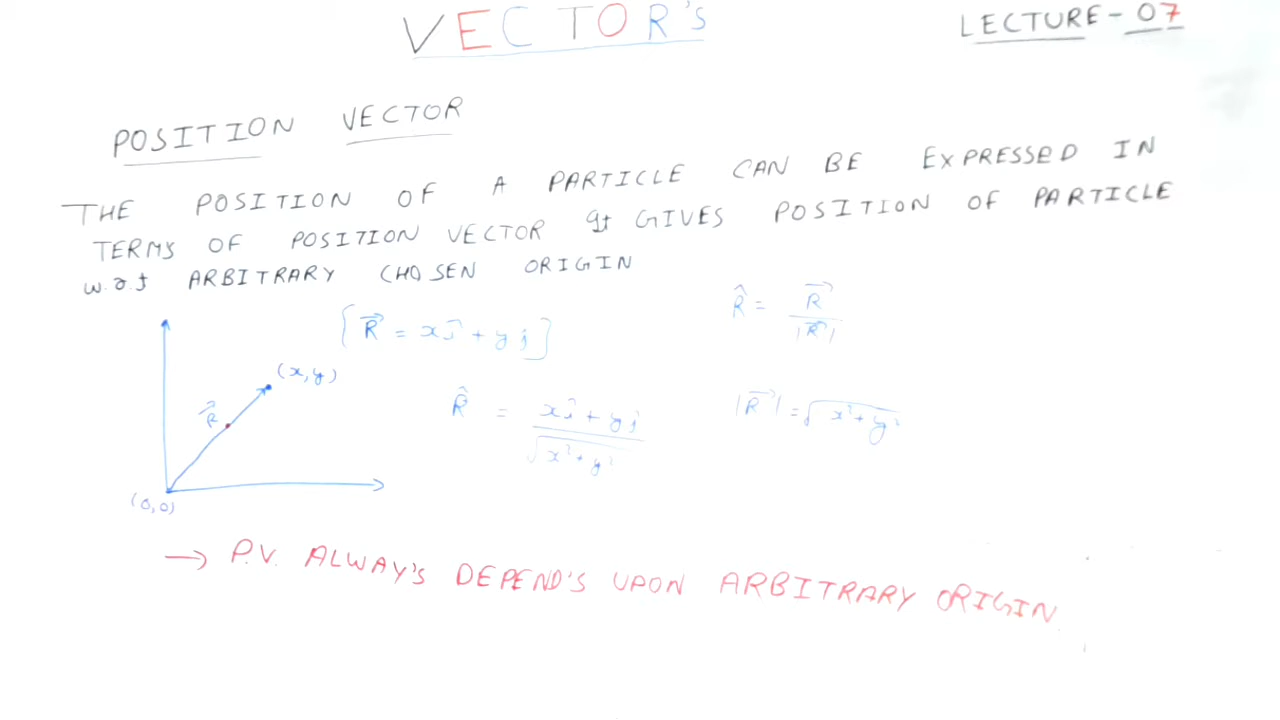 VECTOR's
LECTURE-07
POSITION VECTOR
THE POSITION OF A PARTICLE CAN BE EXPRESSED IN
TERMS OF POSITION VECTOR It GIVES POSITION OF PARTICLE
w.r.t ARBITRARY CHOSEN ORIGIN
[R⃗ = xî + yĵ]
R̂ = R⃗ / |R⃗|
(x,y)
R⃗
R̂ = xî + yĵ / √x²+y²
|R⃗| = √x²+y²
(0,0)
→ P.V. ALWAY'S DEPEND'S UPON ARBITRARY ORIGIN